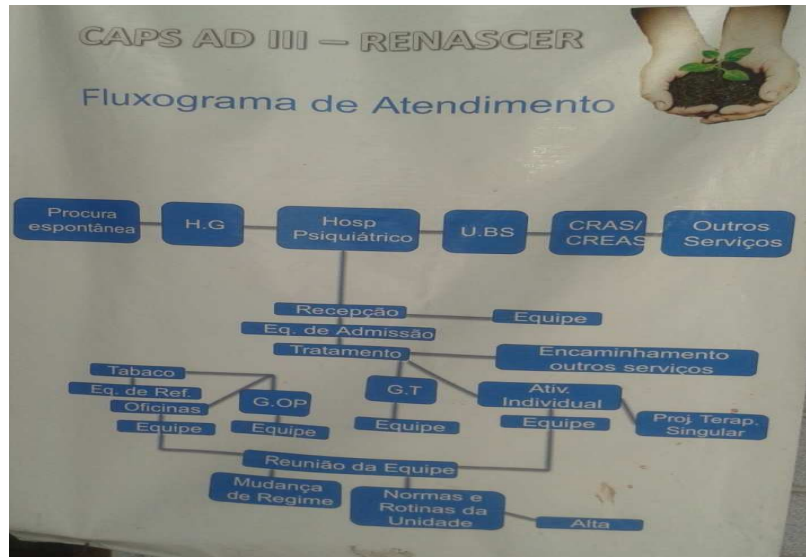 CAPS AD III – RENASCER
Fluxograma de Atendimento
Procura
espontânea
H.G
Hosp
Psiquiátrico
U.BS
CRAS/
CREAS
Outros
Serviços
Recepção
Equipe
Eq. de Admissão
Tratamento
Encaminhamento
outros serviços
Tabaco
Eq. de Ref.
Oficinas
Equipe
G.OP
Equipe
G.T
Equipe
Ativ.
Individual
Equipe
Proj. Terap.
Singular
Reunião da Equipe
Mudança
de Regime
Normas e
Rotinas da
Unidade
Alta